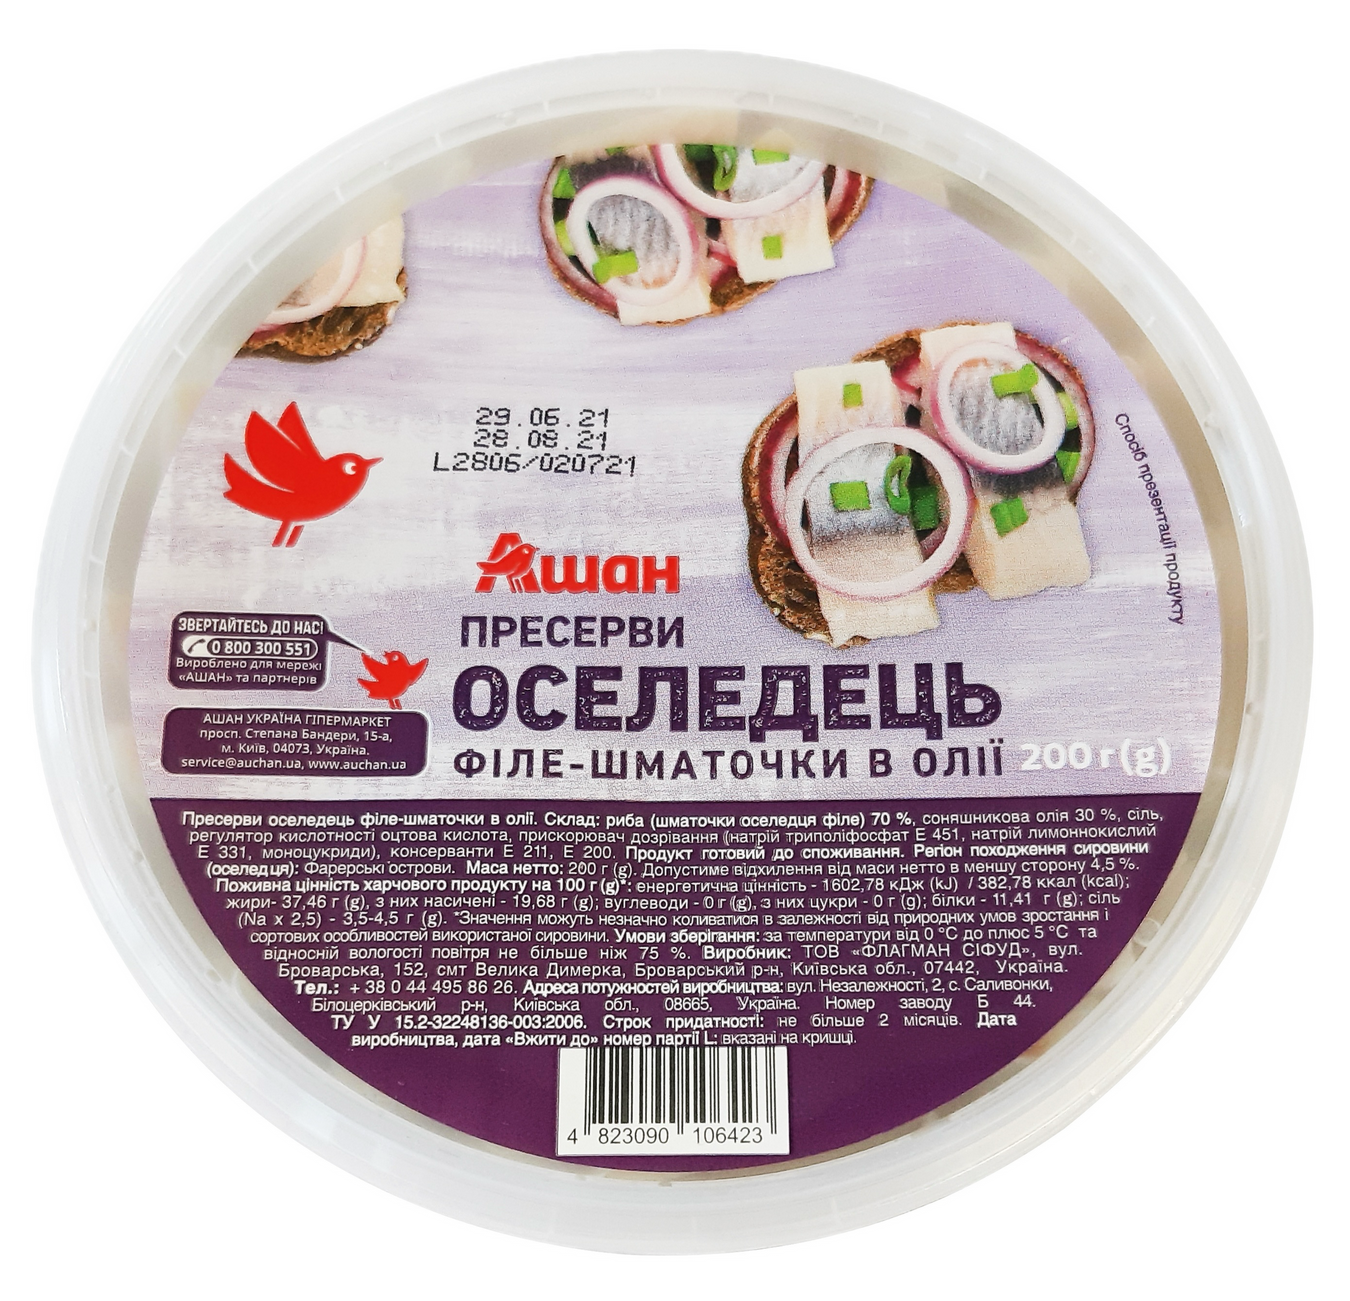 29.06.21
28.08.21
L2806/020721
Спосіб презентації продукту
Ашан
ПРЕСЕРВИ
ОСЕЛЕДЕЦЬ
ФІЛЕ-ШМАТОЧКИ В ОЛІЇ 200 г (g)
ЗВЕРТАЙТЕСЬ ДО НАС!
0 800 300 551
Вироблено для мережі
«АШАН» та партнерів
АШАН УКРАЇНА ГІПЕРМАРКЕТ
просп. Степана Бандери, 15-а,
м. Київ, 04073, Україна.
service@auchan.ua, www.auchan.ua
Пресерви оселедець філе-шматочки в олії. Склад: риба (шматочки оселедця філе) 70 %, соняшникова олія 30 %, сіль,
регулятор кислотності оцтова кислота, прискорювач дозрівання (натрій триполіфосфат Е 451, натрій лимоннокислий
Е 331, моноцукриди), консерванти Е 211, Е 200. Продукт готовий до споживання. Регіон походження сировини
(оселедця): Фарерські острови. Маса нетто: 200 г (g). Допустиме відхилення від маси нетто в меншу сторону 4,5 %.
Поживна цінність харчового продукту на 100 г (g)*: енергетична цінність - 1602,78 кДж (kJ) / 382,78 ккал (kcal);
жири- 37,46 г (g), з них насичені - 19,68 г (g); вуглеводи - 0 г (g), з них цукри - 0 г (g); білки - 11,41 г (g); сіль
(Na x 2,5) - 3,5-4,5 г (g). *Значення можуть незначно коливатися в залежності від природних умов зростання і
сортових особливостей використаної сировини. Умови зберігання: за температури від 0 °С до плюс 5 °С та
відносній вологості повітря не більше ніж 75 %. Виробник: ТОВ «ФЛАГМАН СІФУД», вул.
Броварська, 152, смт Велика Димерка, Броварський р-н, Київська обл., 07442, Україна.
Тел.: + 38 0 44 495 86 26. Адреса потужностей виробництва: вул. Незалежності, 2, с. Саливонки,
Білоцерківський р-н, Київська обл., 08665, Україна. Номер заводу Б 44.
ТУ У 15.2-32248136-003:2006. Строк придатності: не більше 2 місяців. Дата
виробництва, дата «Вжити до» номер партії L: вказані на кришці.
4 823090 106423